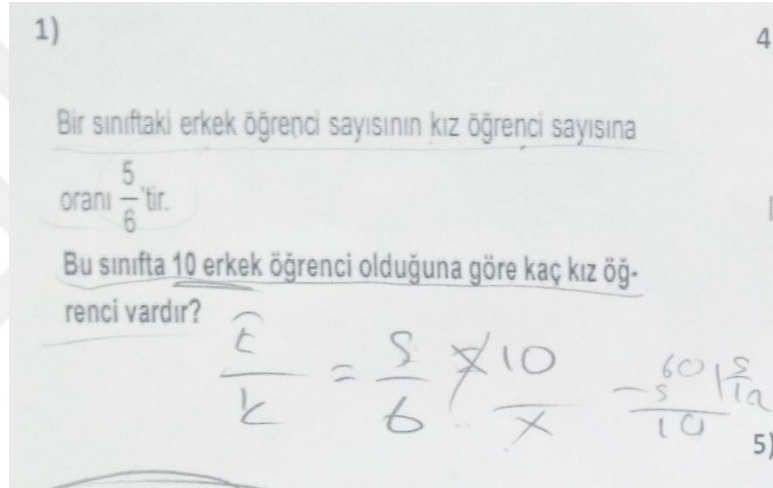 1)
4
Bir sınıftaki erkek öğrenci sayısının kız öğrenci sayısına
oranı 5/6 'tir.
Bu sınıfta 10 erkek öğrenci olduğuna göre kaç kız öğ-
renci vardır?
E/K = 5/6 10/x
60 5
- 5 12
10
5)